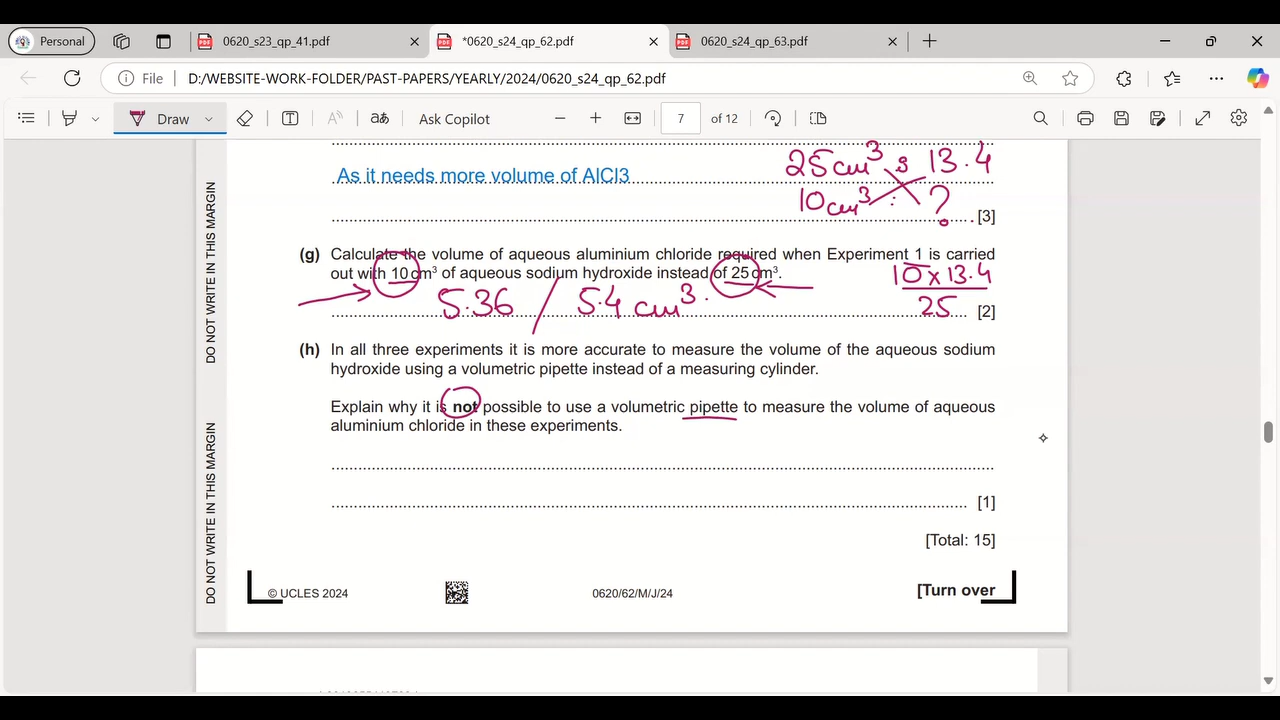 Personal
0620_s23_qp_41.pdf
*0620_s24_qp_62.pdf
0620_s24_qp_63.pdf
File
D:/WEBSITE-WORK-FOLDER/PAST-PAPERS/YEARLY/2024/0620_s24_qp_62.pdf
Draw
Ask Copilot
7 of 12
25cm³ : 13.4
As it needs more volume of AlCl3
10cm³ : ?
[3]
(g) Calculate the volume of aqueous aluminium chloride required when Experiment 1 is carried
out with 10 cm³ of aqueous sodium hydroxide instead of 25 cm³.
10 x 13.4
25
5.36 / 5.4 cm³.
[2]
(h) In all three experiments it is more accurate to measure the volume of the aqueous sodium
hydroxide using a volumetric pipette instead of a measuring cylinder.
Explain why it is not possible to use a volumetric pipette to measure the volume of aqueous
aluminium chloride in these experiments.
[1]
[Total: 15]
© UCLES 2024
0620/62/M/J/24
[Turn over
DO NOT WRITE IN THIS MARGIN
DO NOT WRITE IN THIS MARGIN